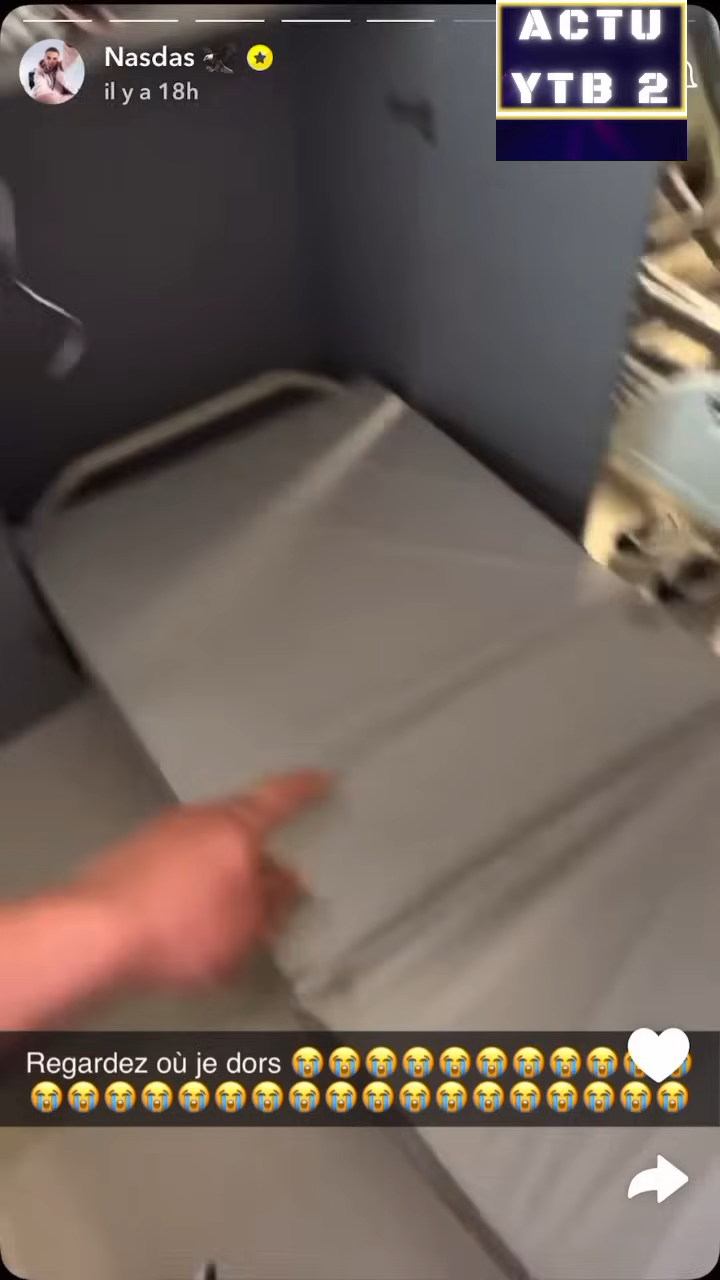 Nasdas 🦅
il y a 18h
ACTU
YTB 2
Regardez où je dors 😭😭😭😭😭😭😭😭😭😭😭
😭😭😭😭😭😭😭😭😭😭😭😭😭😭😭😭😭😭